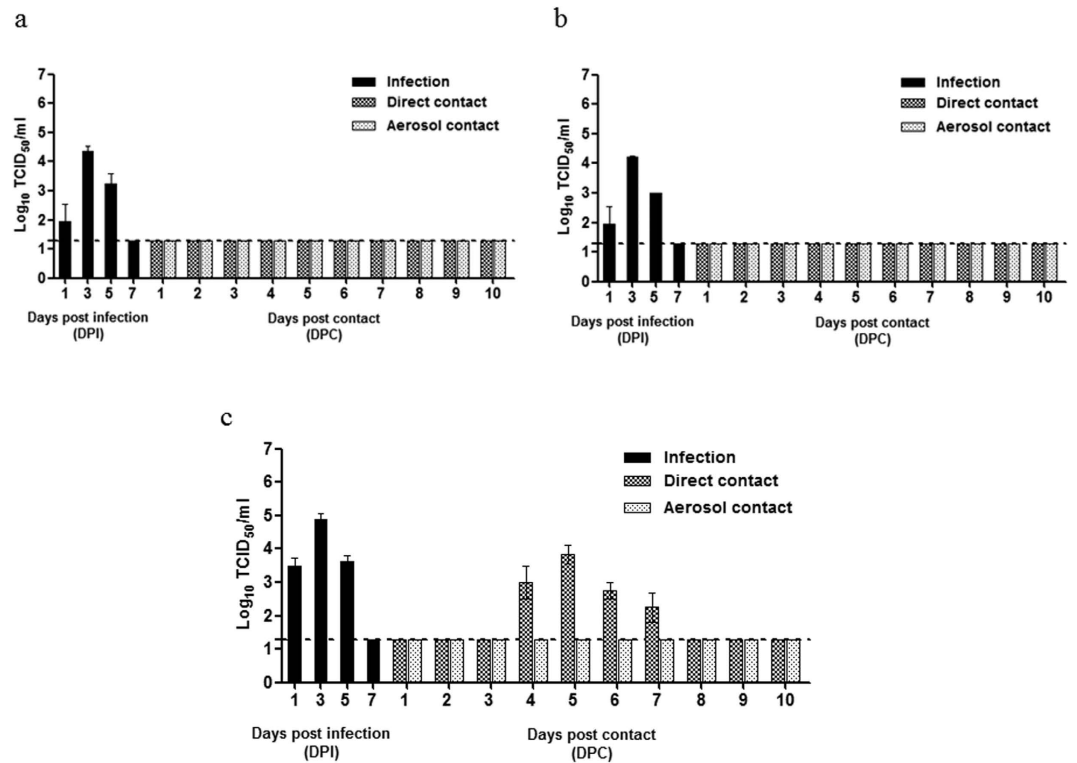 a
Log10 TCID50/ml
7
6
5
4
3
2
1
0
Infection
Direct contact
Aerosol contact
1 3 5 7 1 2 3 4 5 6 7 8 9 10
Days post infection
(DPI)
Days post contact
(DPC)
b
Log10 TCID50/ml
7
6
5
4
3
2
1
0
Infection
Direct contact
Aerosol contact
1 3 5 7 1 2 3 4 5 6 7 8 9 10
Days post infection
(DPI)
Days post contact
(DPC)
c
Log10 TCID50/ml
7
6
5
4
3
2
1
0
Infection
Direct contact
Aerosol contact
1 3 5 7 1 2 3 4 5 6 7 8 9 10
Days post infection
(DPI)
Days post contact
(DPC)